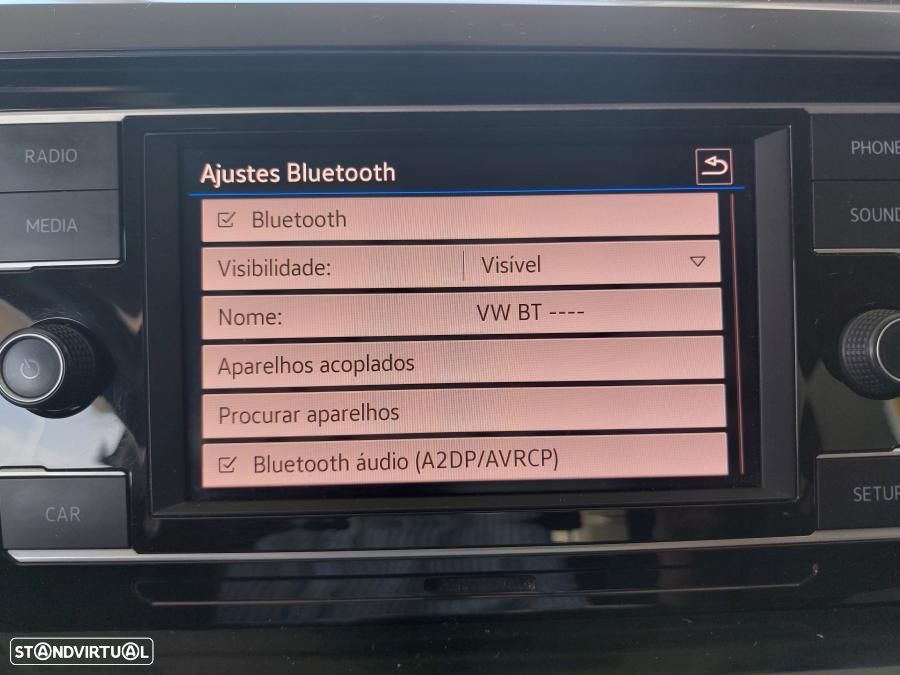 RADIO
MEDIA
CAR
PHONE
SOUND
SETUP
Ajustes Bluetooth
Bluetooth
Visibilidade: Visível
Nome: VW BT ----
Aparelhos acoplados
Procurar aparelhos
Bluetooth áudio (A2DP/AVRCP)
STANDVIRTUAL